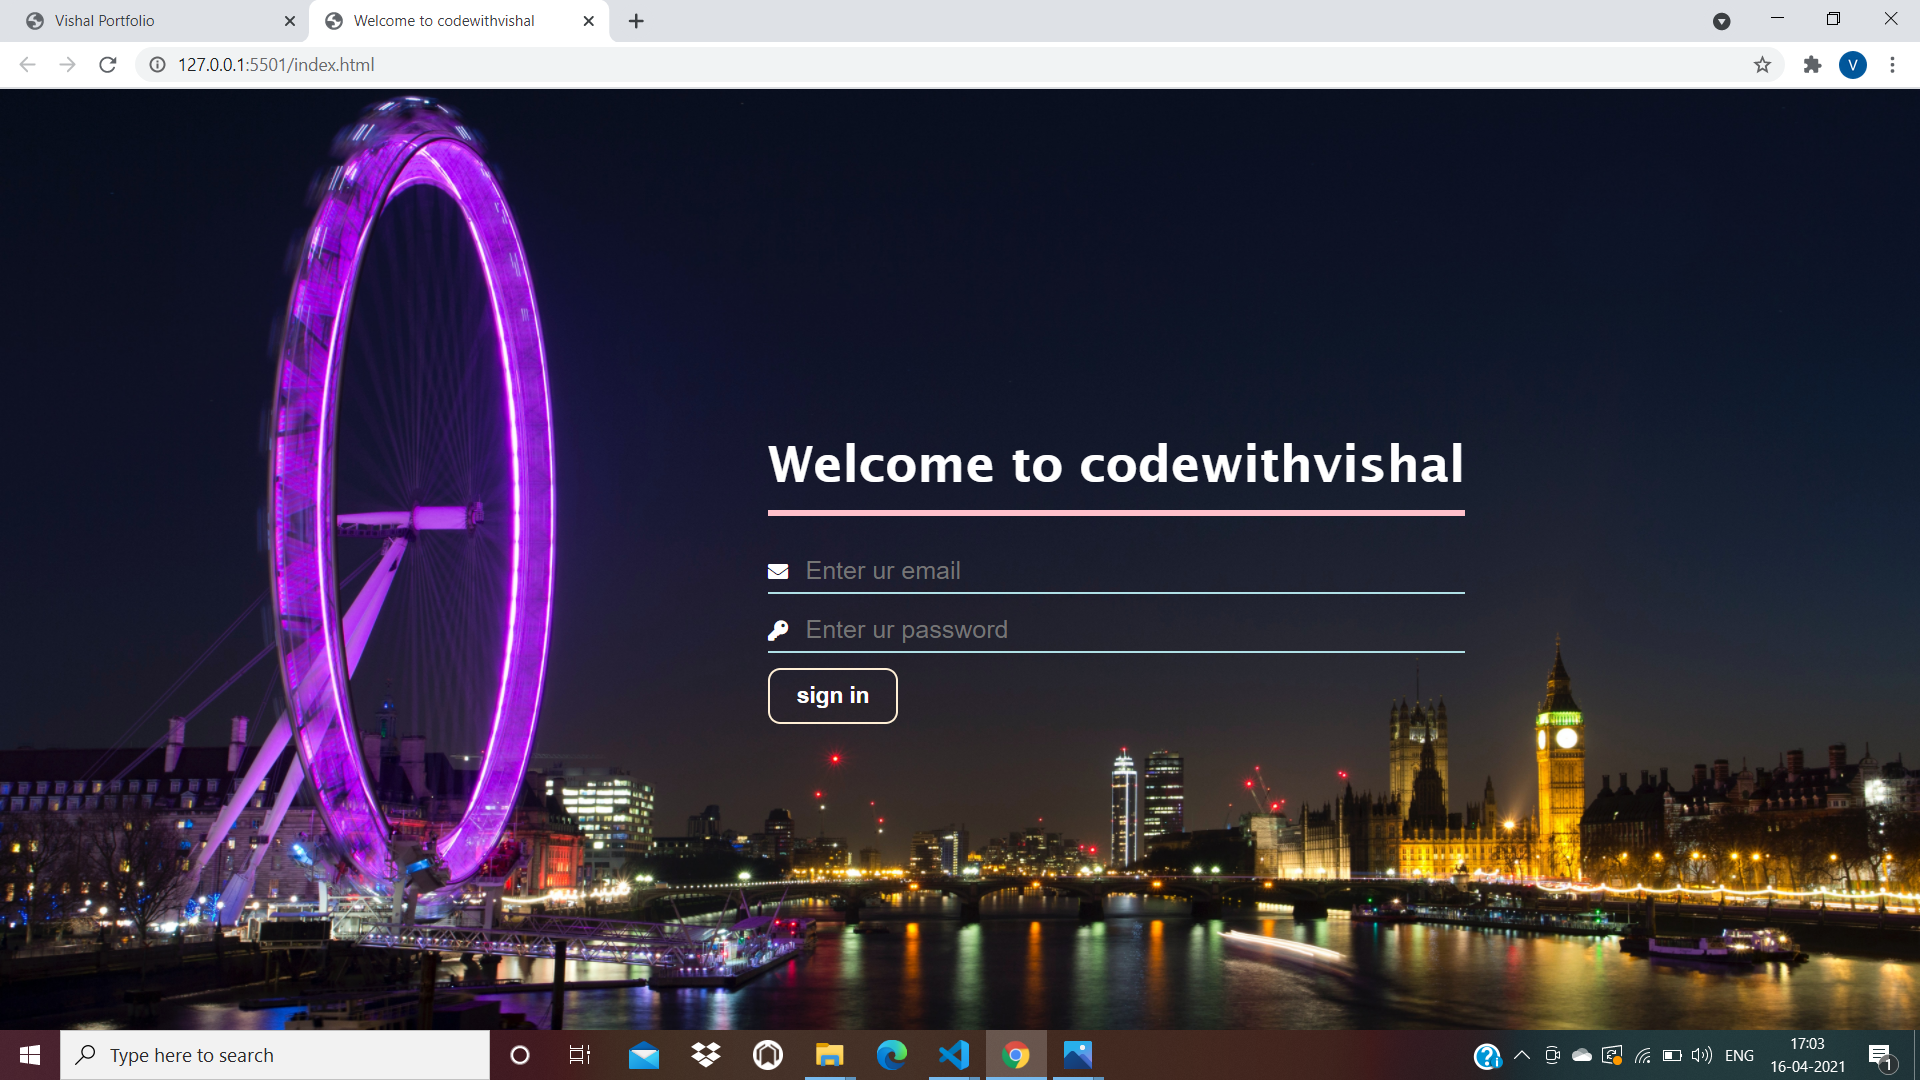 Vishal Portfolio
Welcome to codewithvishal
127.0.0.1:5501/index.html
V
Welcome to codewithvishal
Enter ur email
Enter ur password
sign in
Type here to search
ENG
17:03
16-04-2021
1